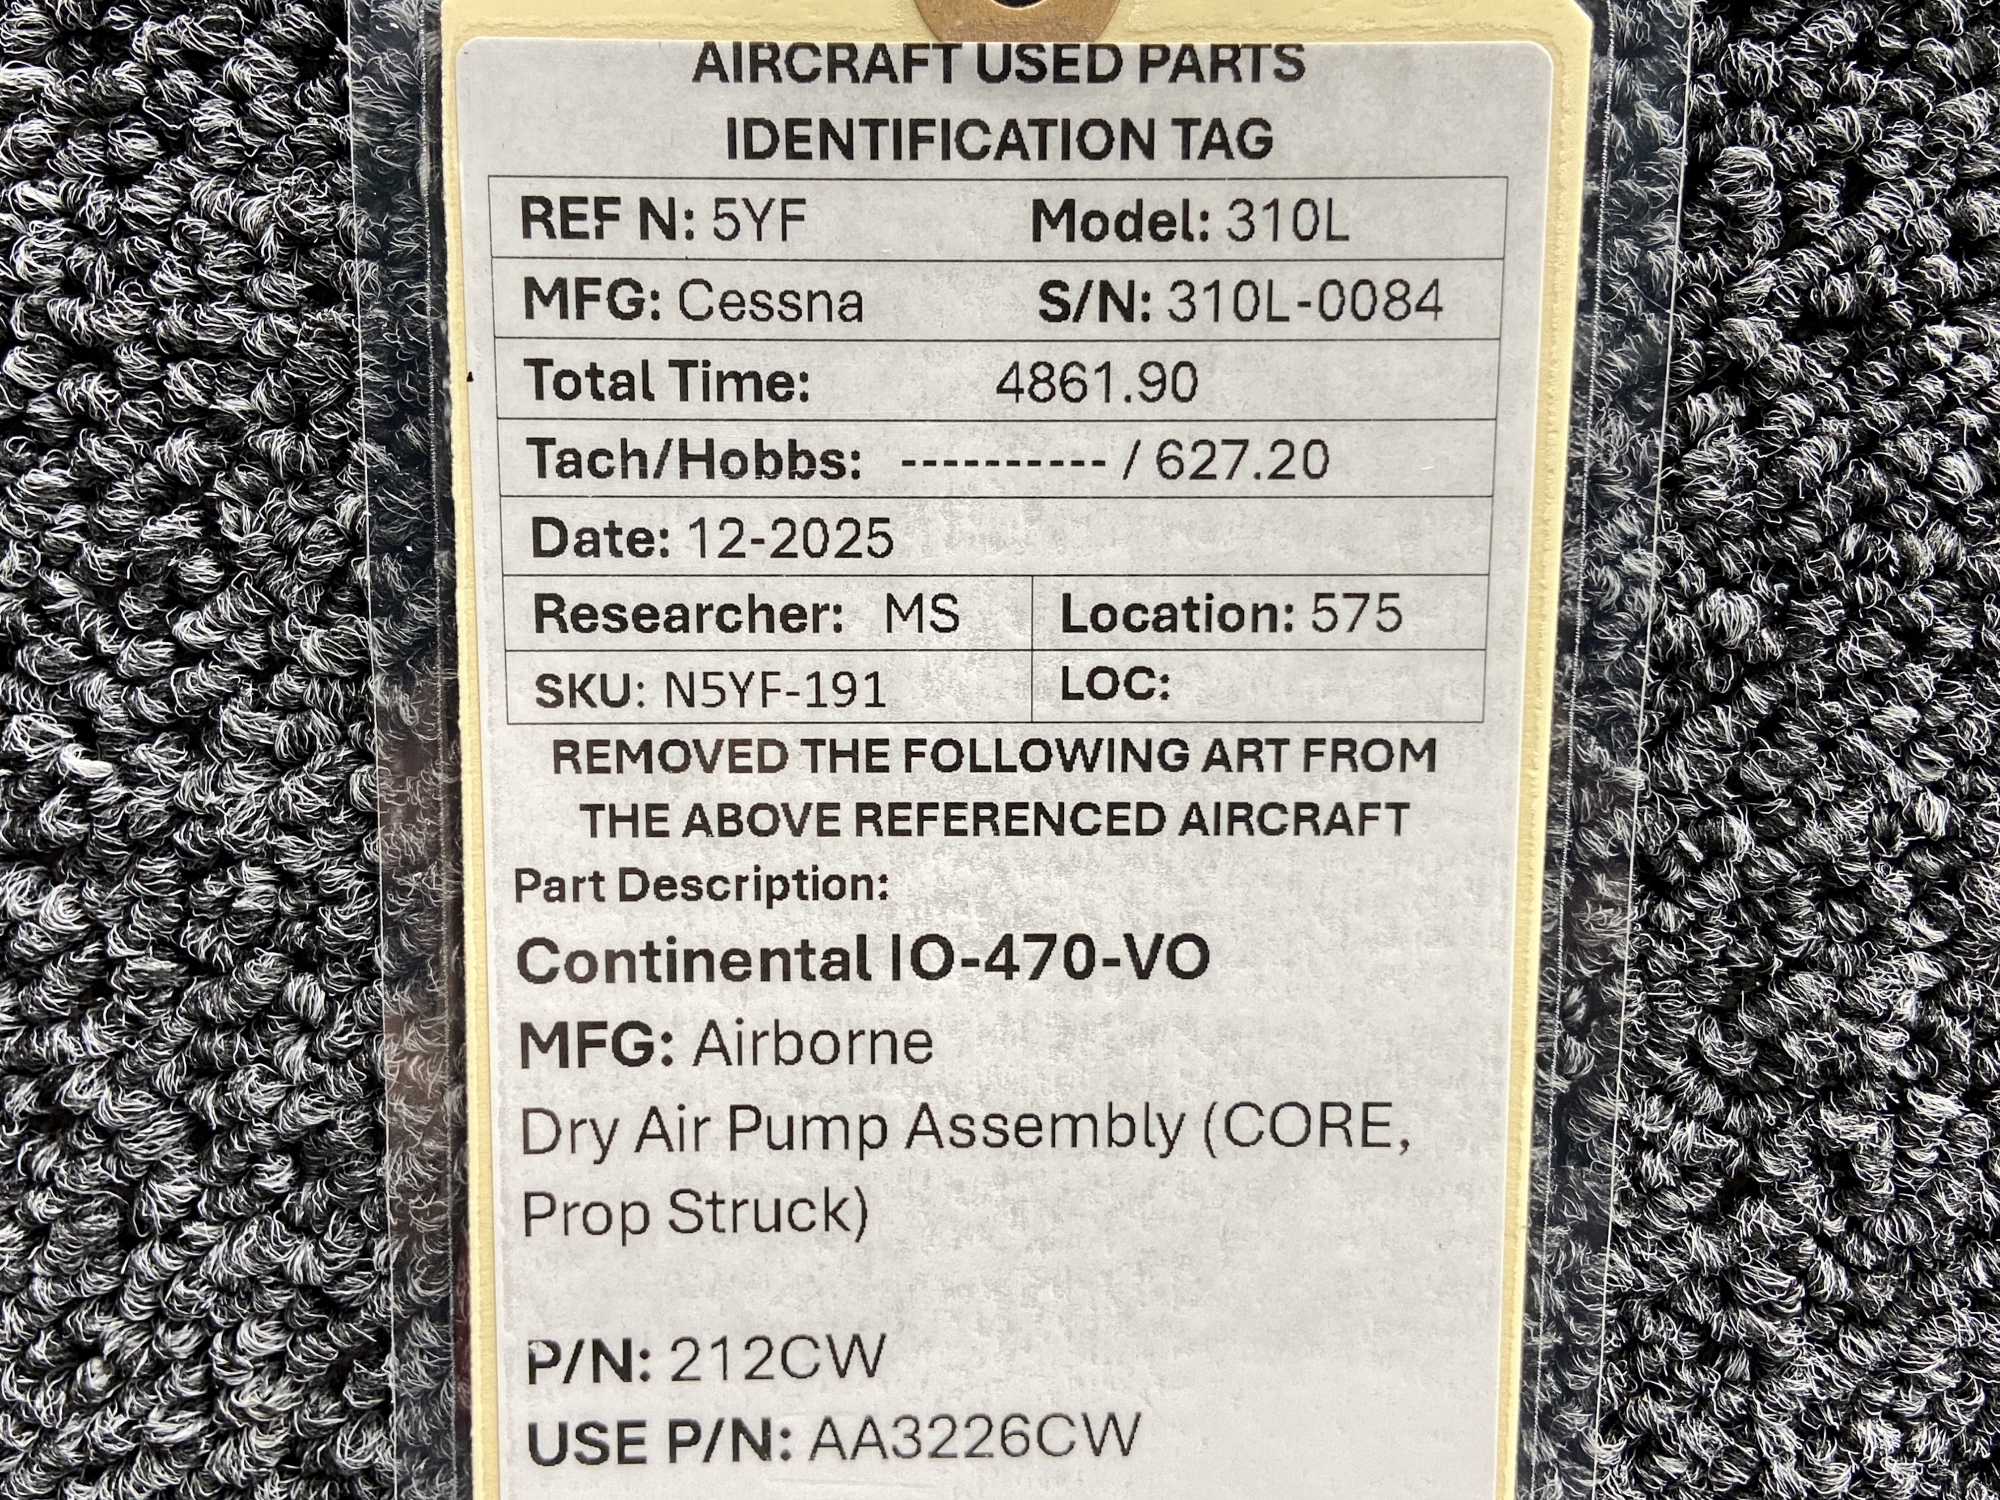 AIRCRAFT USED PARTS
IDENTIFICATION TAG
REF N: 5YF Model: 310L
MFG: Cessna S/N: 310L-0084
Total Time: 4861.90
Tach/Hobbs: ---------- / 627.20
Date: 12-2025
Researcher: MS Location: 575
SKU: N5YF-191 LOC:
REMOVED THE FOLLOWING ART FROM
THE ABOVE REFERENCED AIRCRAFT
Part Description:
Continental IO-470-VO
MFG: Airborne
Dry Air Pump Assembly (CORE,
Prop Struck)
P/N: 212CW
USE P/N: AA3226CW